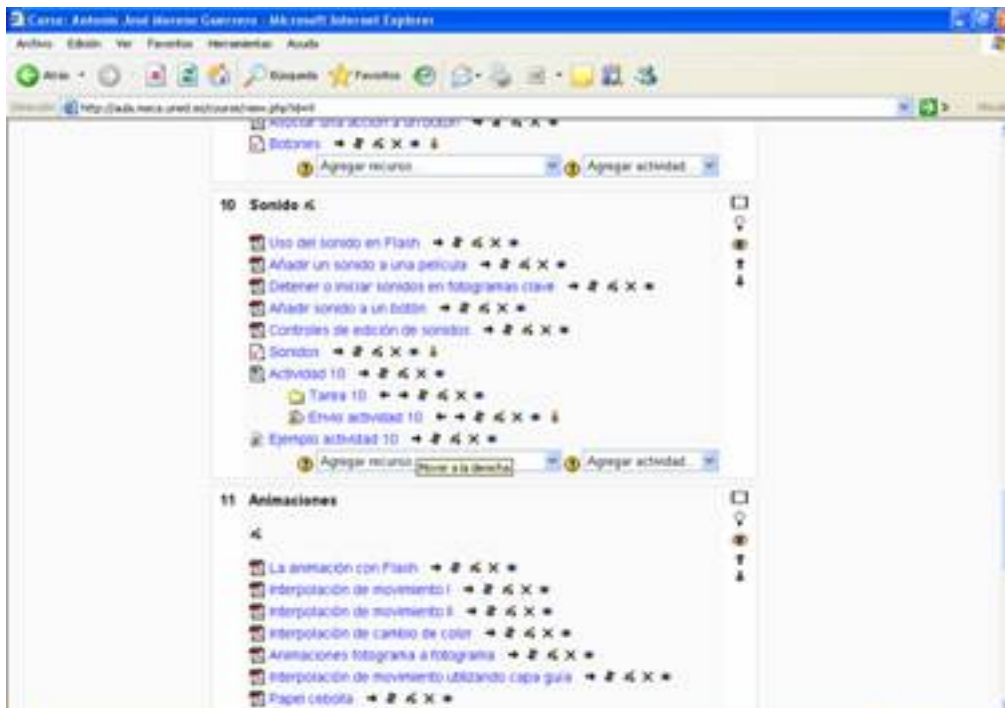 Curso: Antonio José Moreno Guerrero - Microsoft Internet Explorer
Archivo Edición Ver Favoritos Herramientas Ayuda
Atrás Búsqueda Favoritos
Asociar una acción a un botón
Botones
Agregar recurso... Agregar actividad...
10 Sonido
Uso del sonido en Flash
Añadir un sonido a una película
Detener o iniciar sonidos en fotogramas clave
Añadir sonido a un botón
Controles de edición de sonidos
Sonidos
Actividad 10
Tarea 10
Envío actividad 10
Ejemplo actividad 10
Agregar recurso... Mover a la derecha Agregar actividad...
11 Animaciones
La animación con Flash
Interpolación de movimiento I
Interpolación de movimiento II
Interpolación de cambio de color
Animaciones fotograma a fotograma
Interpolación de movimiento utilizando capa guía
Papel cebolla